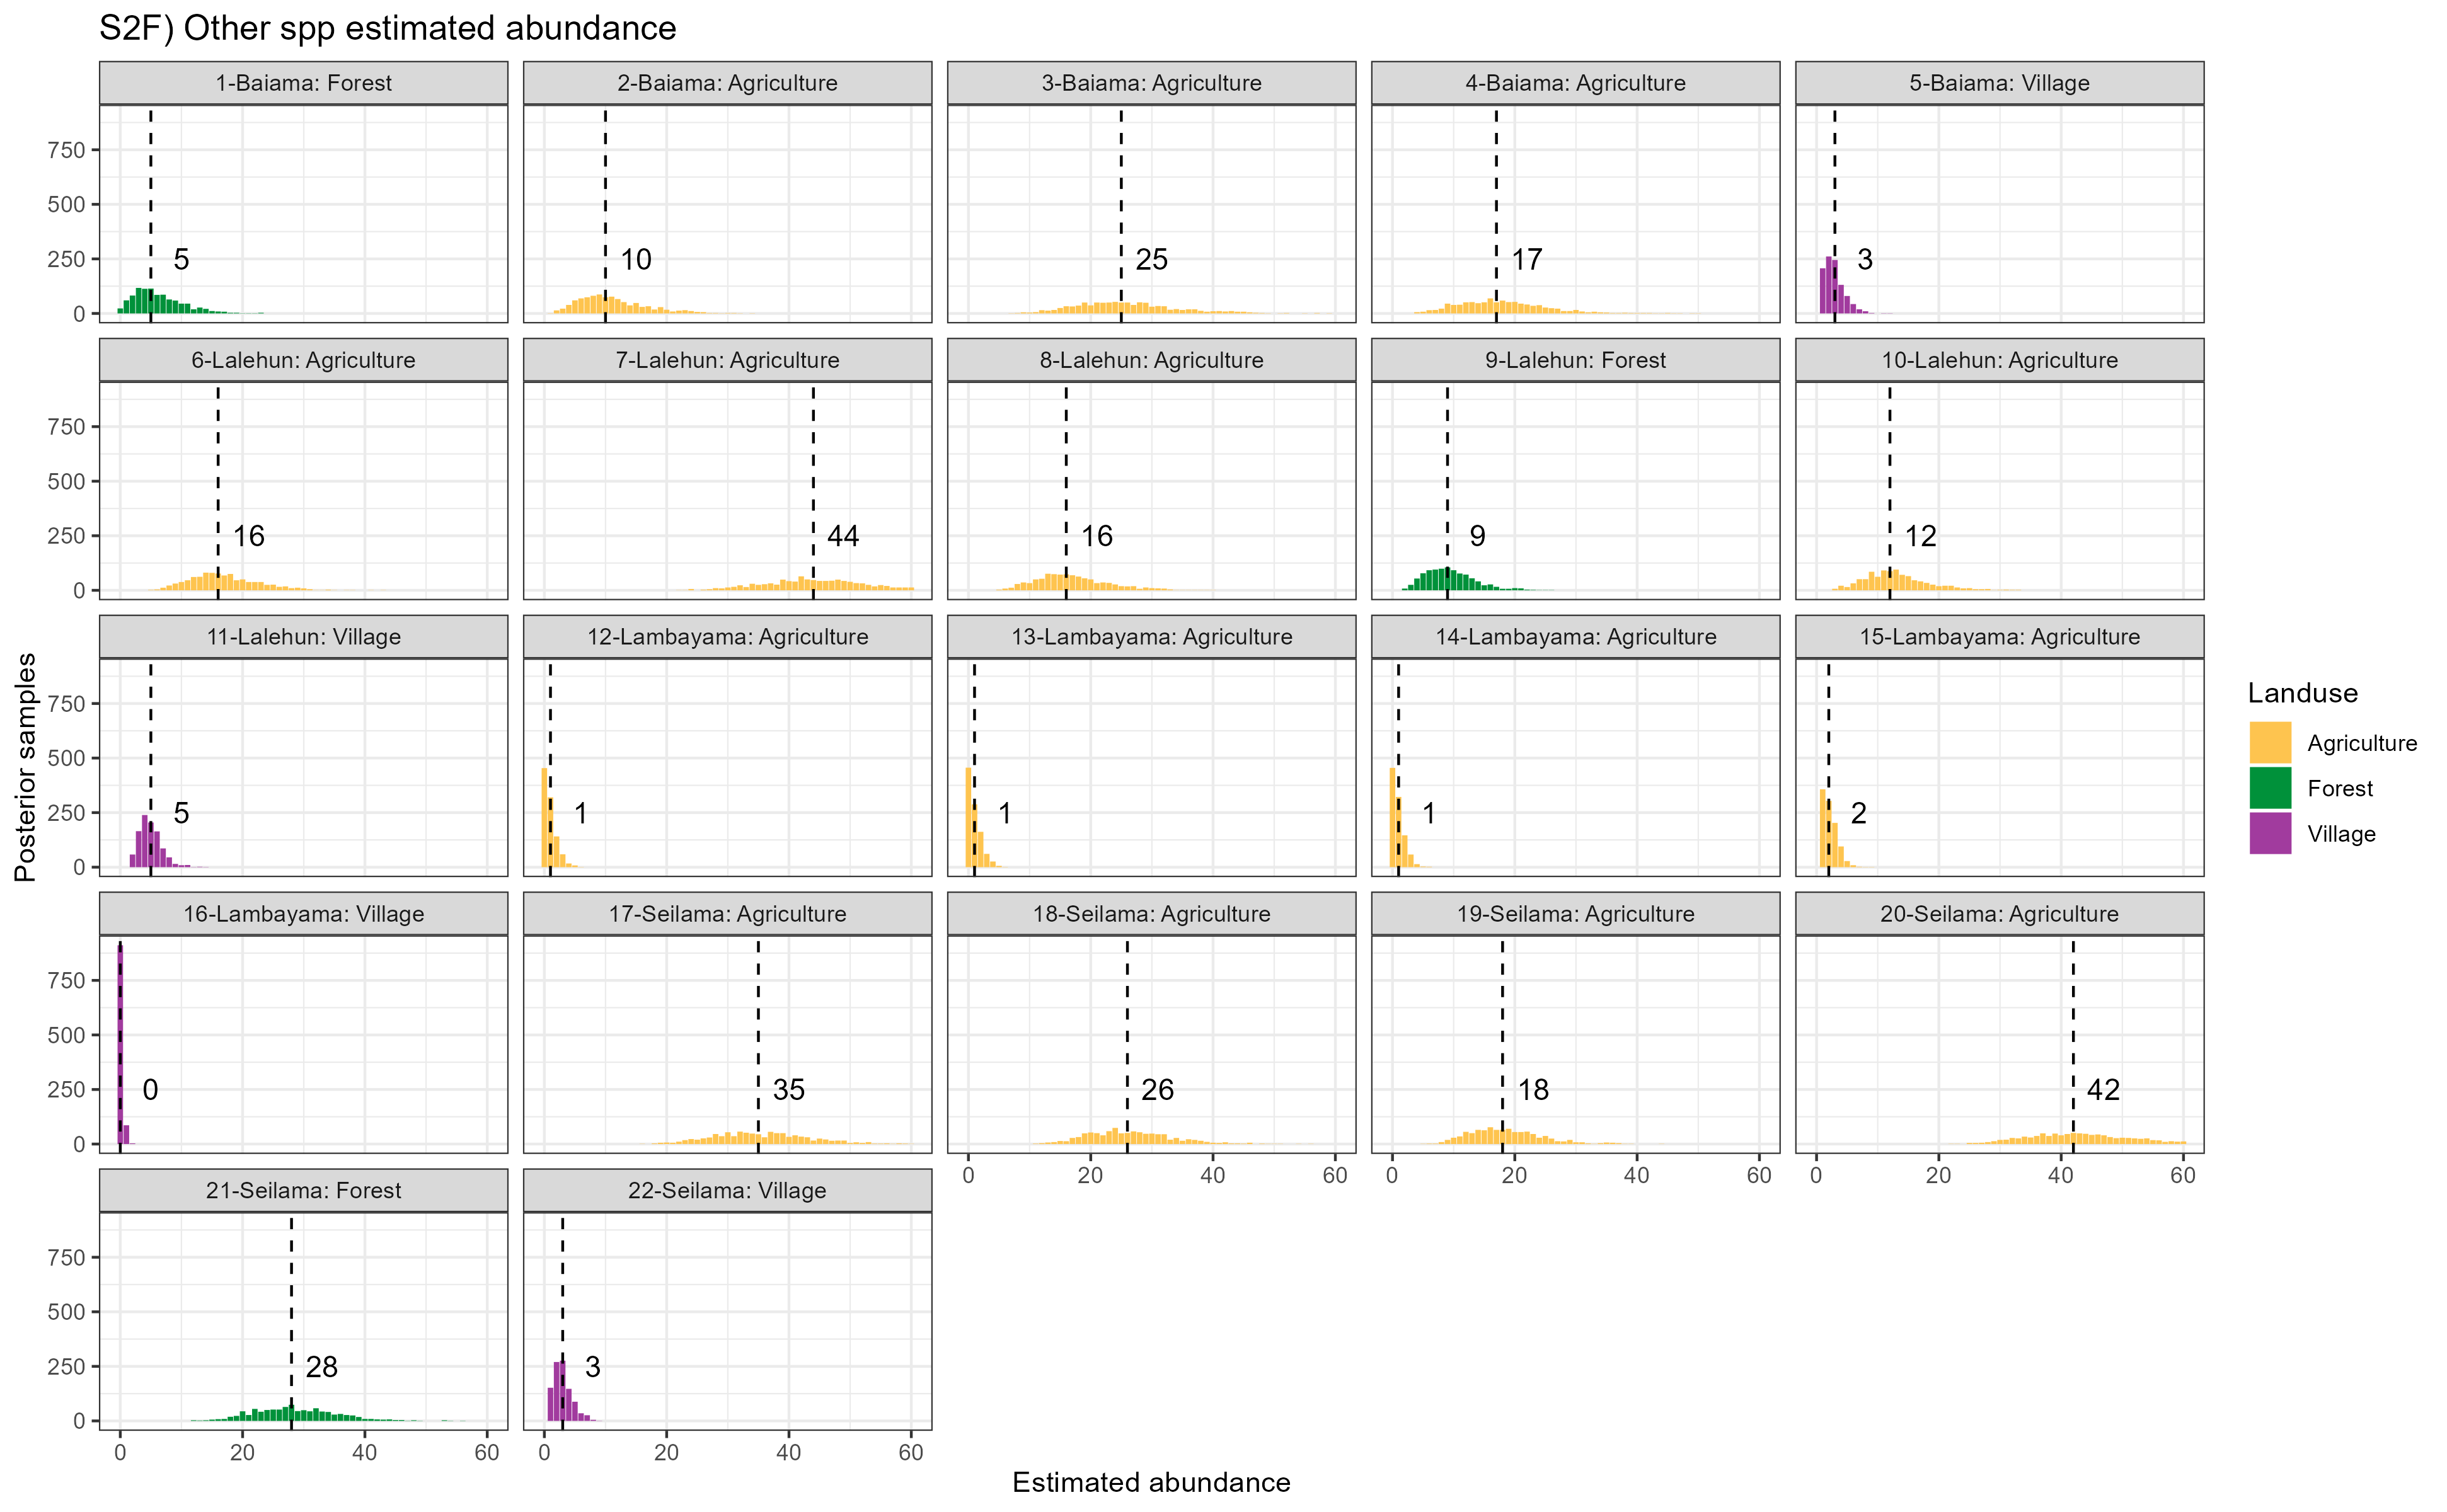 S2F) Other spp estimated abundance
1-Baiama: Forest
2-Baiama: Agriculture
3-Baiama: Agriculture
4-Baiama: Agriculture
5-Baiama: Village
750
500
250
0
5
10
25
17
3
6-Lalehun: Agriculture
7-Lalehun: Agriculture
8-Lalehun: Agriculture
9-Lalehun: Forest
10-Lalehun: Agriculture
750
500
250
0
16
44
16
9
12
11-Lalehun: Village
12-Lambayama: Agriculture
13-Lambayama: Agriculture
14-Lambayama: Agriculture
15-Lambayama: Agriculture
750
500
250
0
5
1
1
1
2
16-Lambayama: Village
17-Seilama: Agriculture
18-Seilama: Agriculture
19-Seilama: Agriculture
20-Seilama: Agriculture
750
500
250
0
0
35
26
18
42
0 20 40 60
0 20 40 60
0 20 40 60
21-Seilama: Forest
22-Seilama: Village
750
500
250
0
28
3
0 20 40 60
0 20 40 60
Estimated abundance
Posterior samples
Landuse
Agriculture
Forest
Village